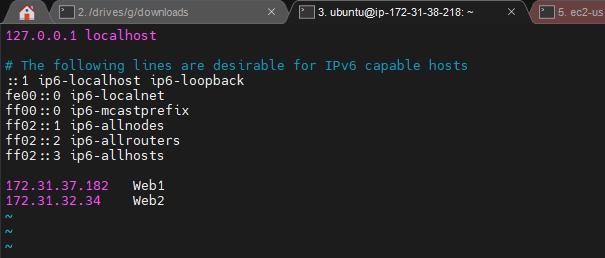 2. /drives/g/downloads
3. ubuntu@ip-172-31-38-218: ~
5. ec2-us
127.0.0.1 localhost
# The following lines are desirable for IPv6 capable hosts
::1 ip6-localhost ip6-loopback
fe00::0 ip6-localnet
ff00::0 ip6-mcastprefix
ff02::1 ip6-allnodes
ff02::2 ip6-allrouters
ff02::3 ip6-allhosts
172.31.37.182 Web1
172.31.32.34 Web2
~
~
~